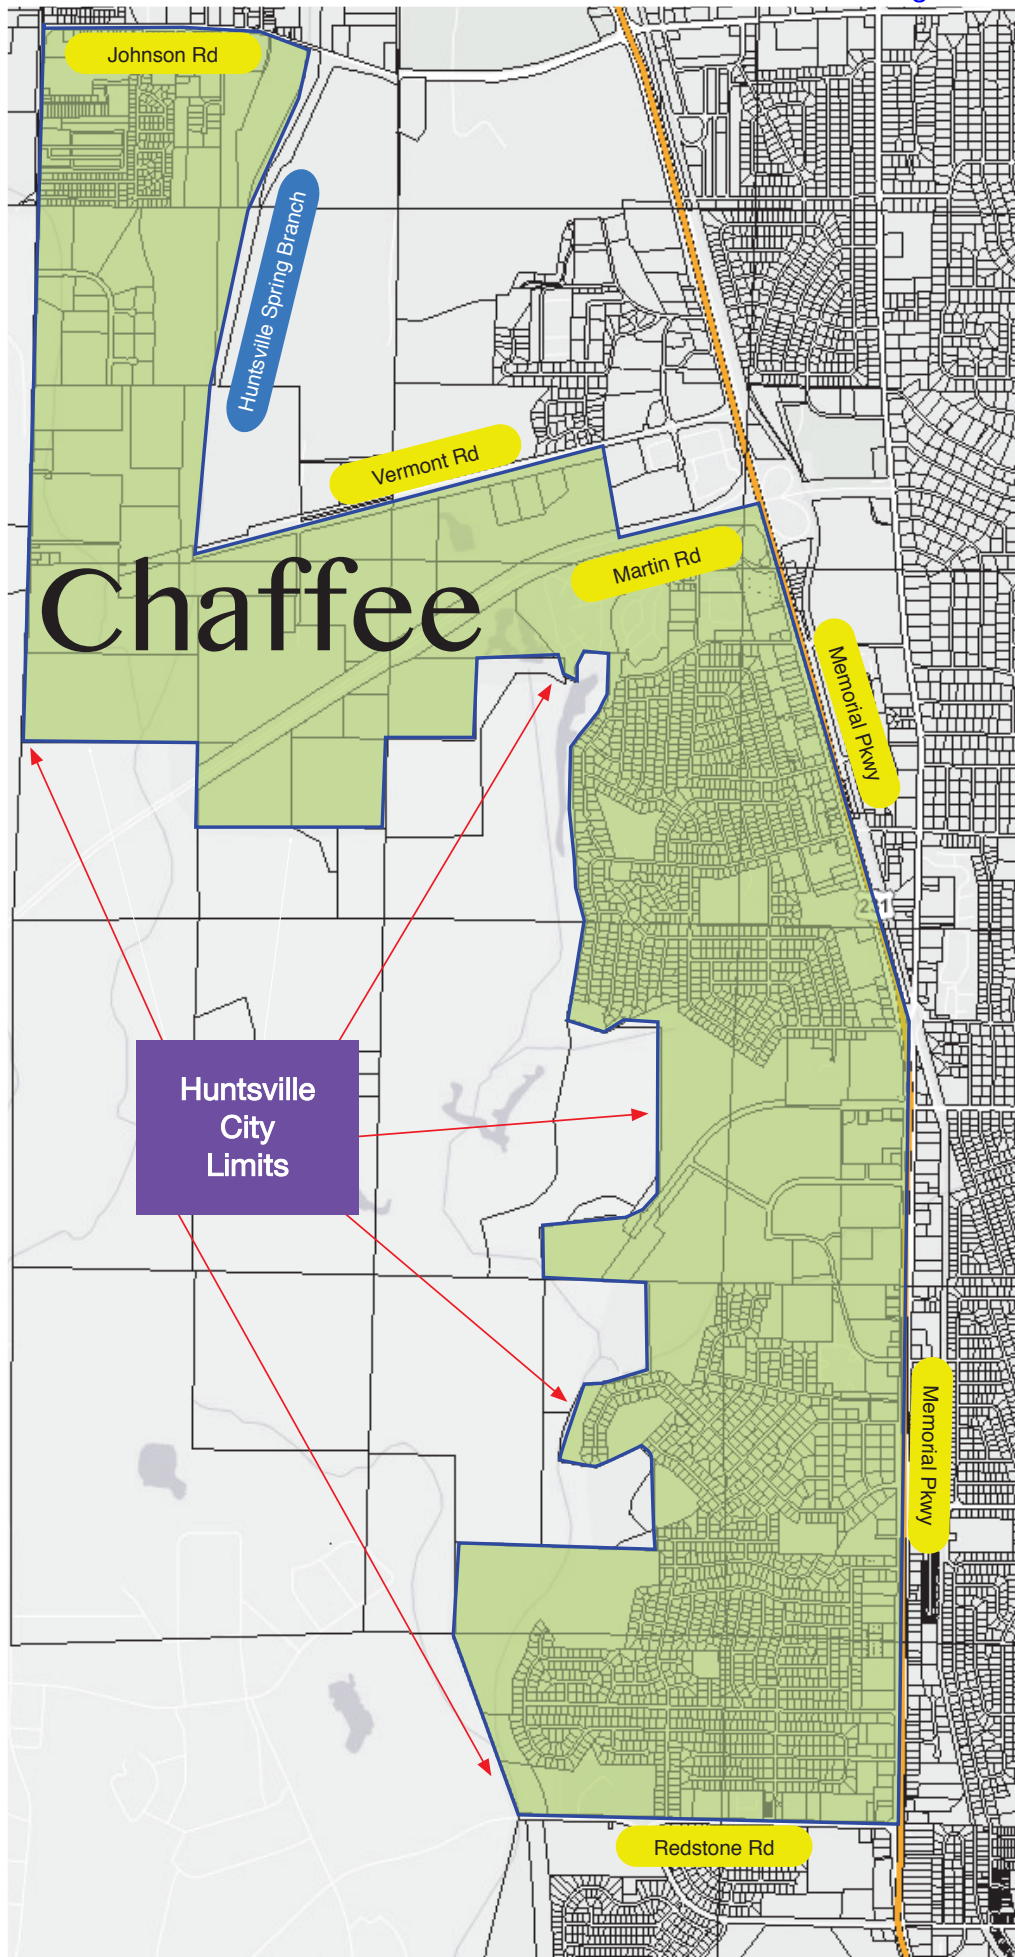 g
Johnson Rd
Huntsville Spring Branch
Vermont Rd
Martin Rd
Chaffee
Memorial Pkwy
231
Huntsville
City
Limits
Memorial Pkwy
Redstone Rd